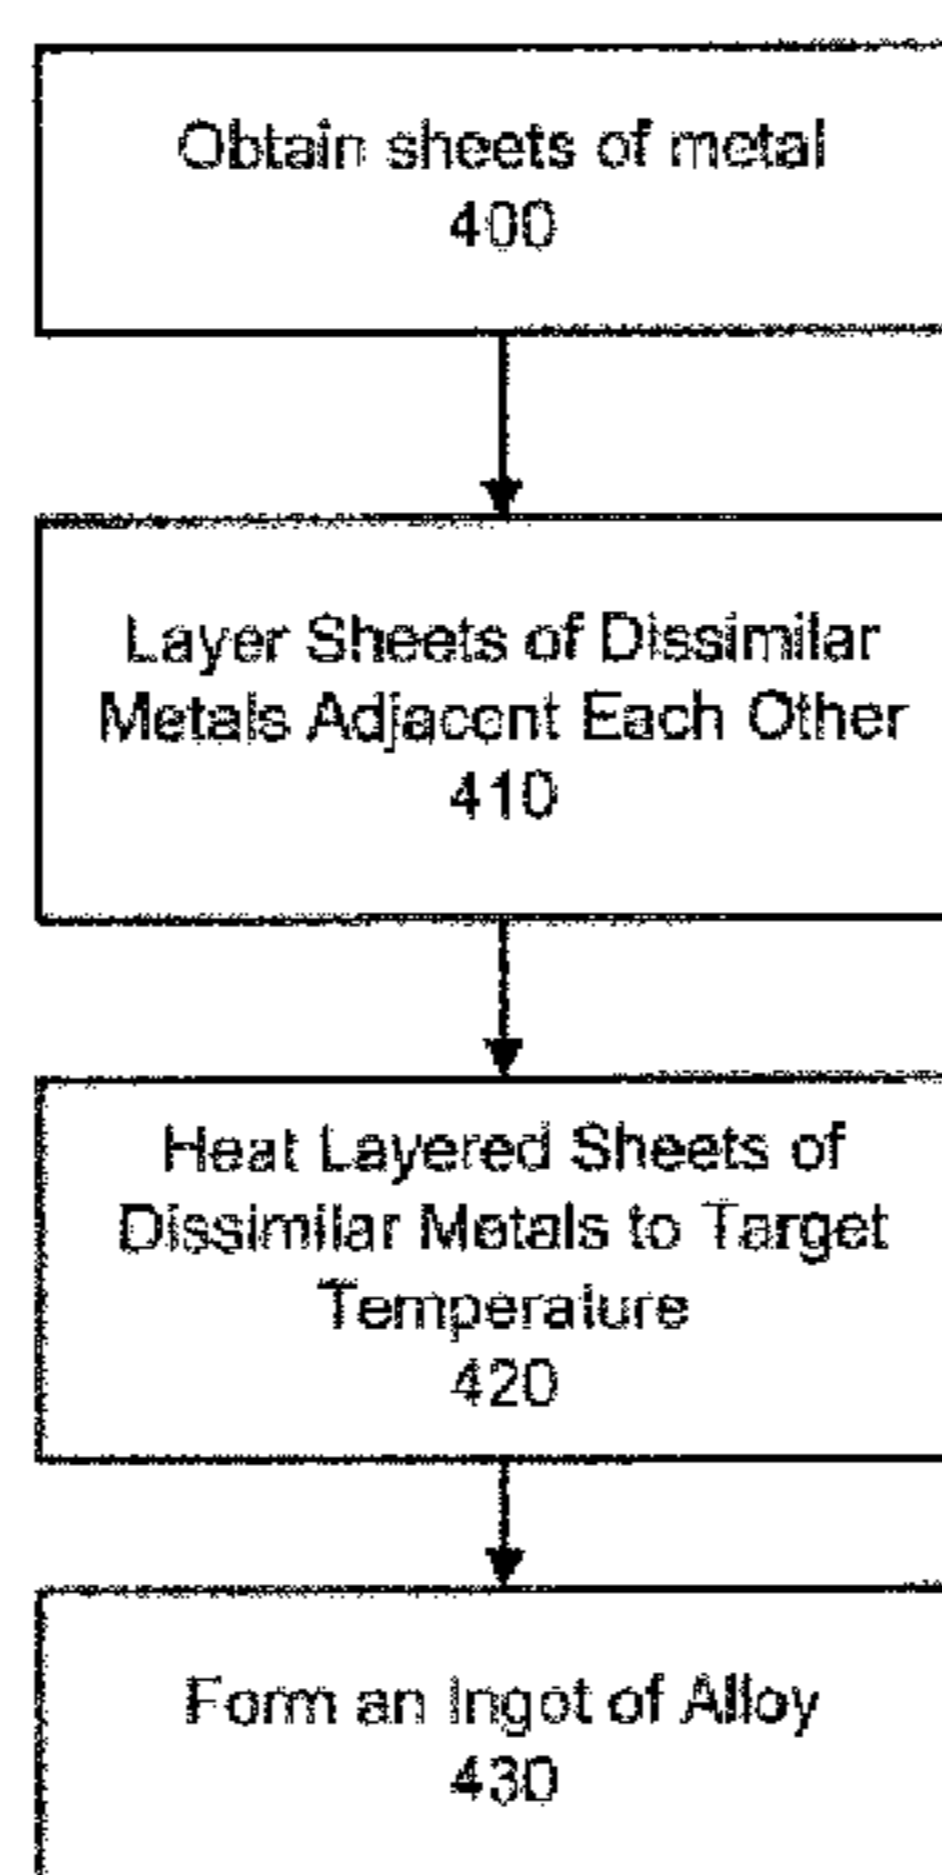 Obtain sheets of metal
400
Layer Sheets of Dissimilar
Metals Adjacent Each Other
410
Heat Layered Sheets of
Dissimilar Metals to Target
Temperature
420
Form an Ingot of Alloy
430